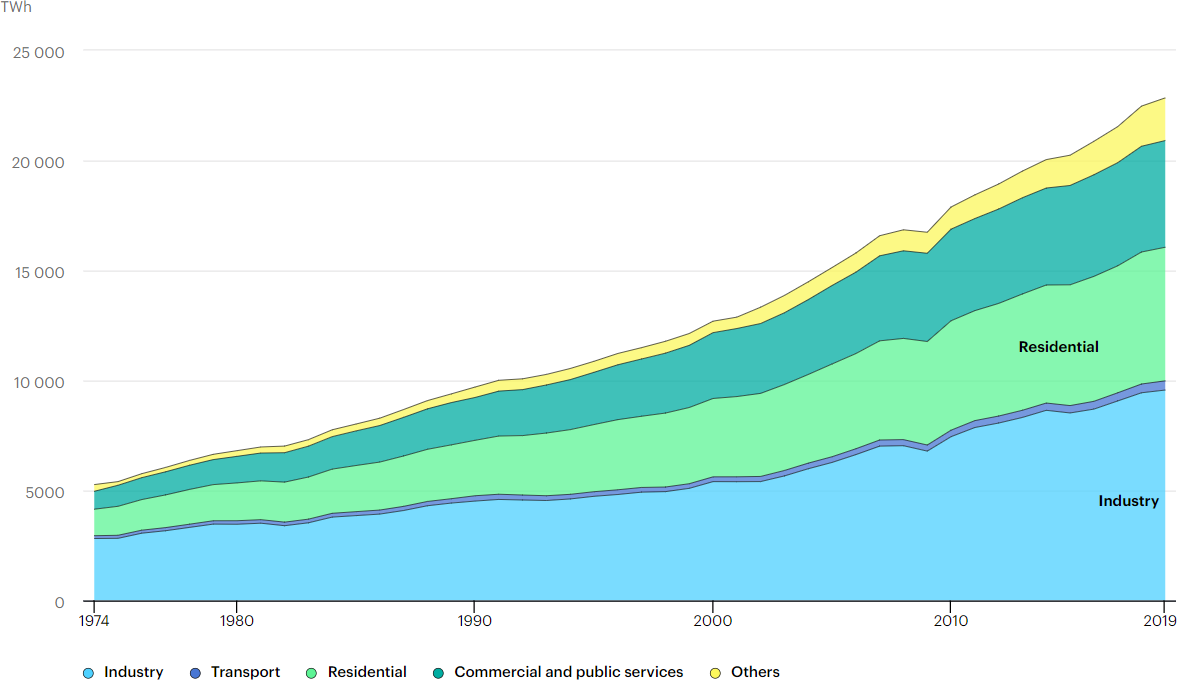 TWh
25 000
20 000
15 000
10 000
5000
0
Residential
Industry
1974 1980 1990 2000 2010 2019
Industry Transport Residential Commercial and public services Others